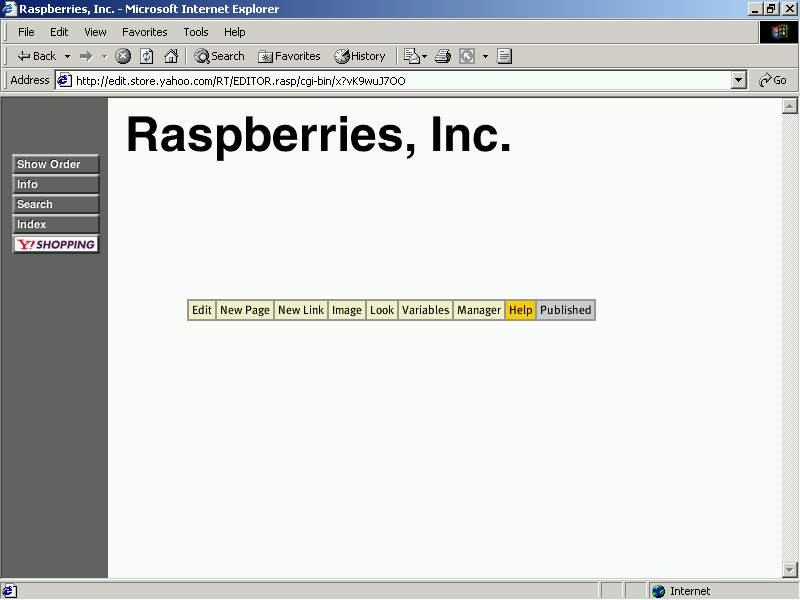 Raspberries, Inc. - Microsoft Internet Explorer
File Edit View Favorites Tools Help
Back Search Favorites History
Address http://edit.store.yahoo.com/RT/EDITOR.rasp/cgi-bin/x?vK9wuJ7OO Go
Raspberries, Inc.
Show Order
Info
Search
Index
Y! SHOPPING
Edit New Page New Link Image Look Variables Manager Help Published
Internet